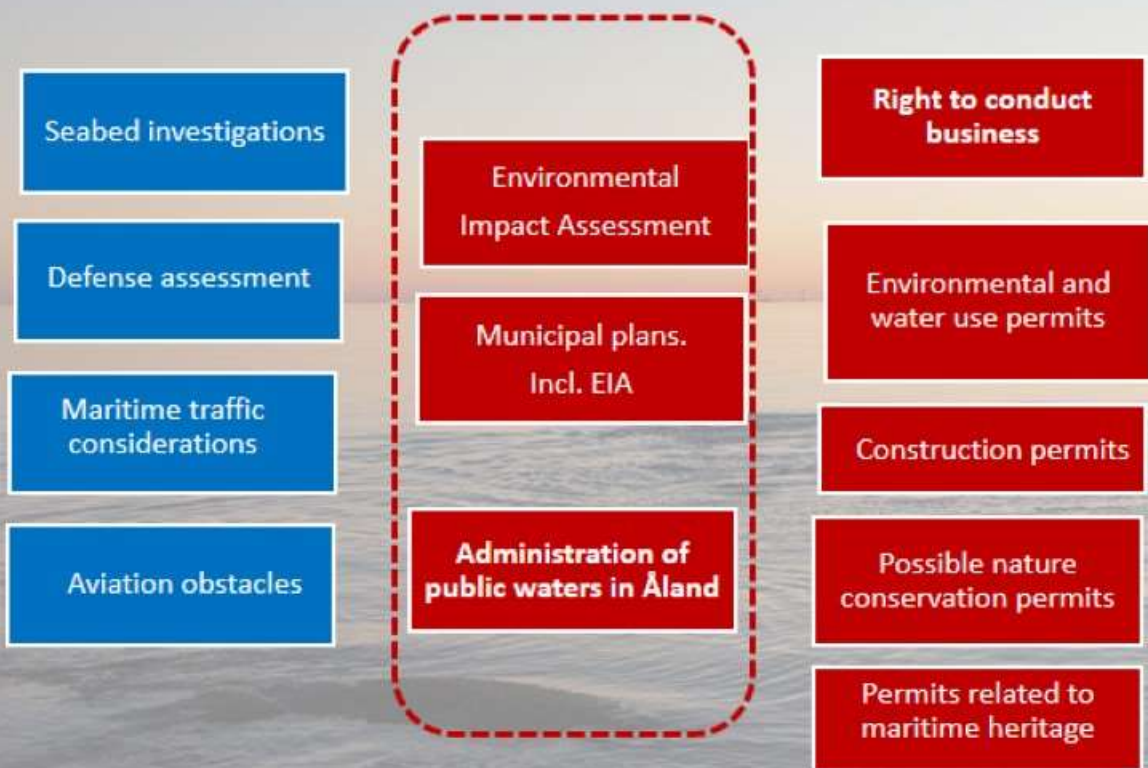 Seabed investigations
Defense assessment
Maritime traffic
considerations
Aviation obstacles
Environmental
Impact Assessment
Municipal plans.
Incl. EIA
Administration of
public waters in Åland
Right to conduct
business
Environmental and
water use permits
Construction permits
Possible nature
conservation permits
Permits related to
maritime heritage